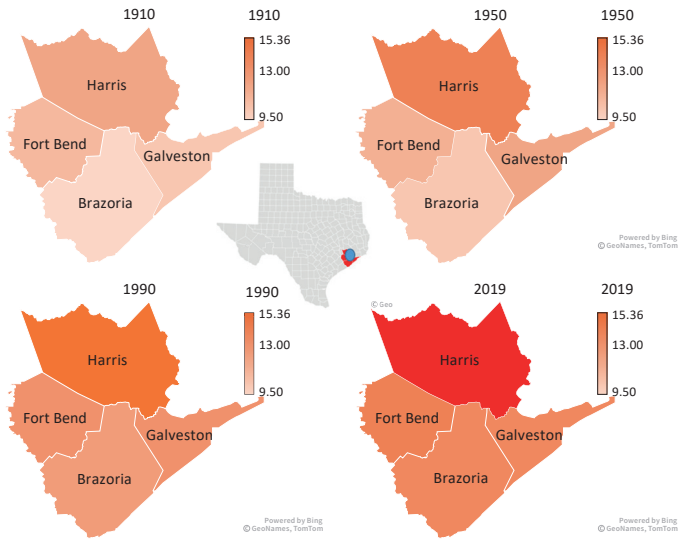 1910
1910
15.36
13.00
9.50
Harris
Fort Bend
Galveston
Brazoria
1950
1950
15.36
13.00
9.50
Harris
Fort Bend
Galveston
Brazoria
Powered by Bing
© GeoNames, TomTom
© Geo
1990
1990
15.36
13.00
9.50
Harris
Fort Bend
Galveston
Brazoria
Powered by Bing
© GeoNames, TomTom
2019
2019
15.36
13.00
9.50
Harris
Fort Bend
Galveston
Brazoria
Powered by Bing
© GeoNames, TomTom